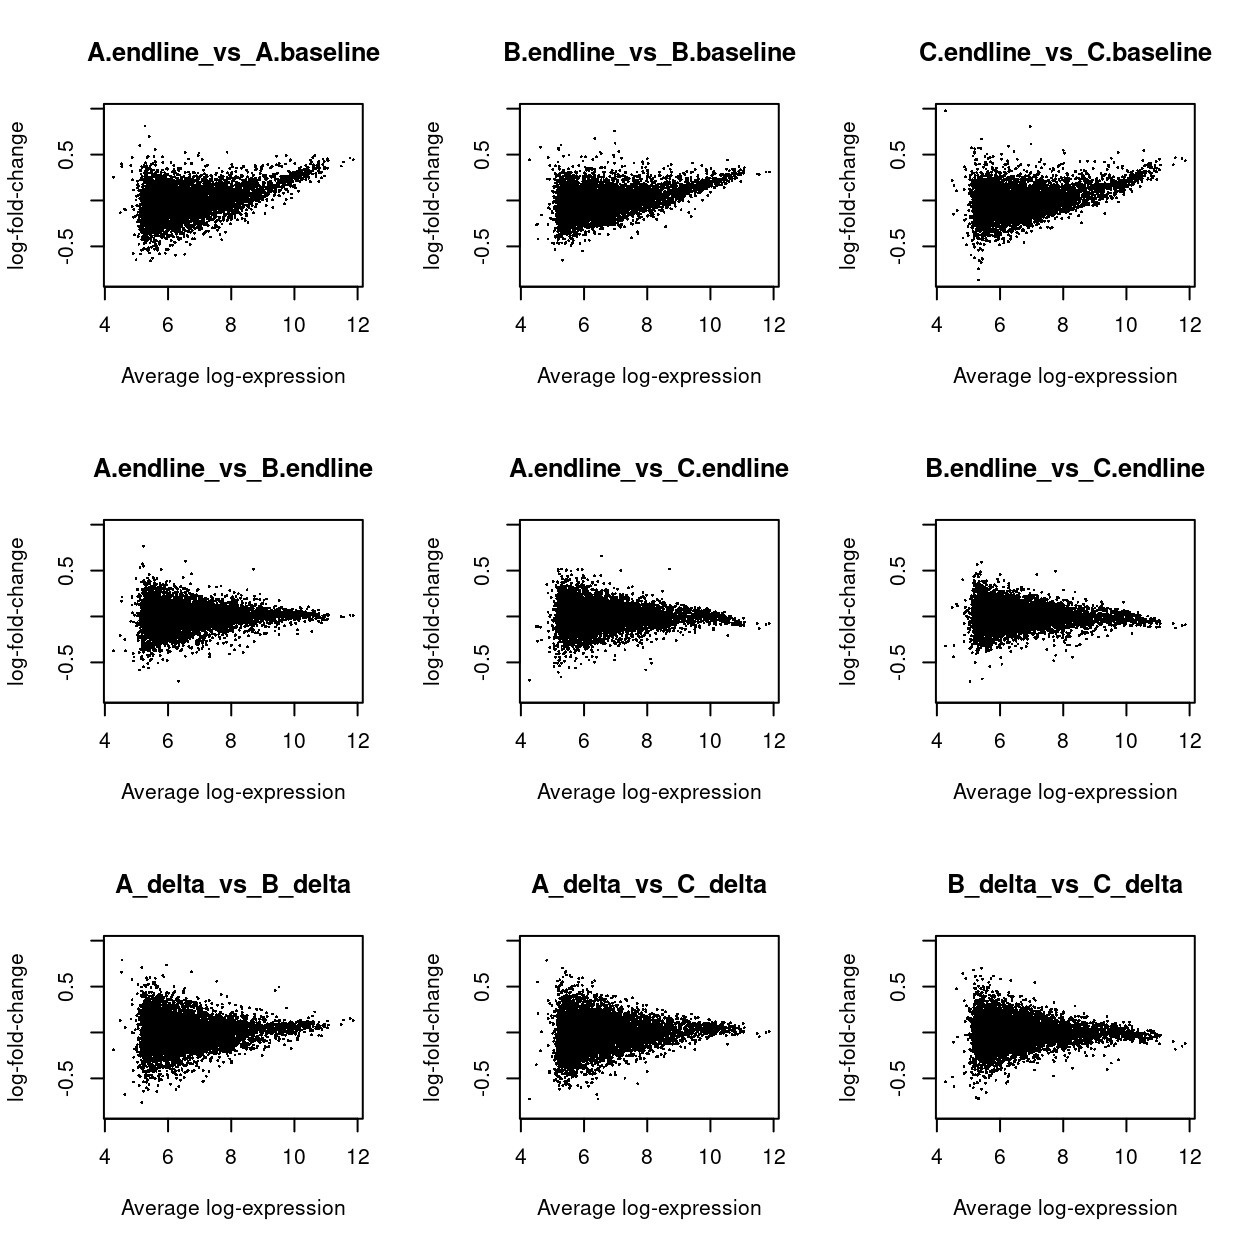 A.endline_vs_A.baseline
B.endline_vs_B.baseline
C.endline_vs_C.baseline
log-fold-change
-0.5 0.5
4 6 8 10 12
Average log-expression
log-fold-change
-0.5 0.5
4 6 8 10 12
Average log-expression
log-fold-change
-0.5 0.5
4 6 8 10 12
Average log-expression
A.endline_vs_B.endline
A.endline_vs_C.endline
B.endline_vs_C.endline
log-fold-change
-0.5 0.5
4 6 8 10 12
Average log-expression
log-fold-change
-0.5 0.5
4 6 8 10 12
Average log-expression
log-fold-change
-0.5 0.5
4 6 8 10 12
Average log-expression
A_delta_vs_B_delta
A_delta_vs_C_delta
B_delta_vs_C_delta
log-fold-change
-0.5 0.5
4 6 8 10 12
Average log-expression
log-fold-change
-0.5 0.5
4 6 8 10 12
Average log-expression
log-fold-change
-0.5 0.5
4 6 8 10 12
Average log-expression